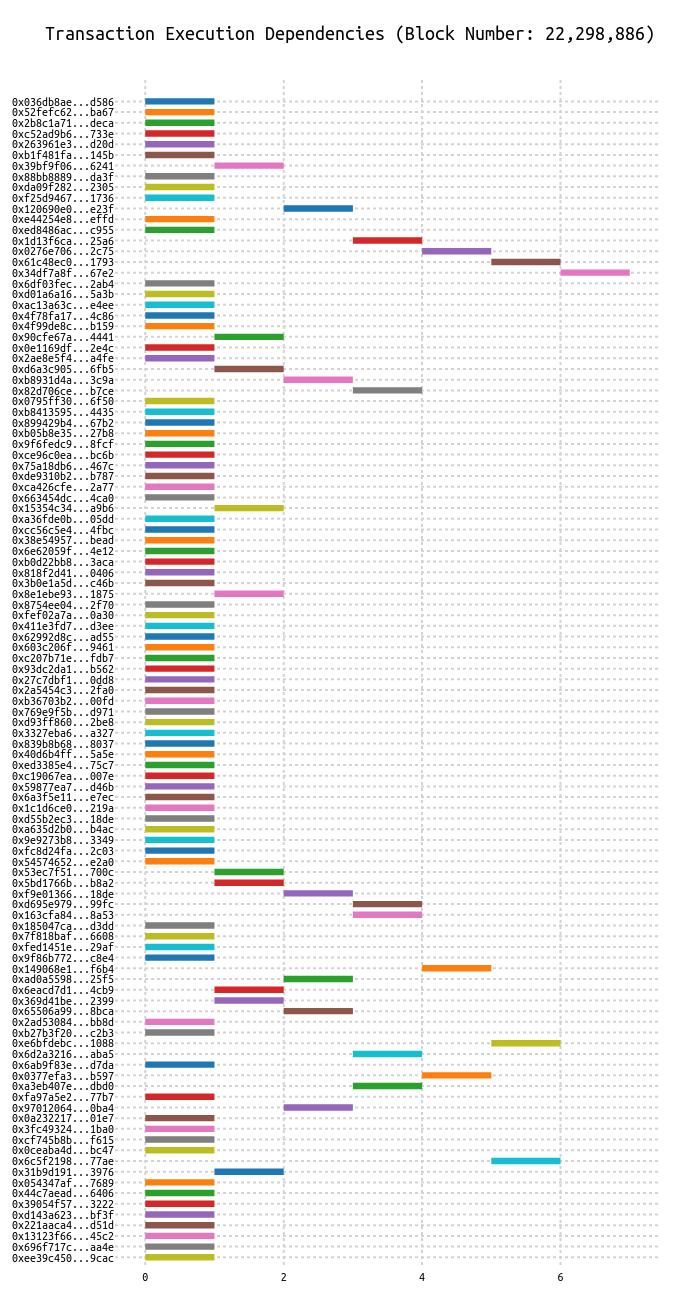 Transaction Execution Dependencies (Block Number: 22,298,886)
0x036db8ae...d586
0x52fefc62...ba67
0x2b8c1a71...deca
0xc52ad9b6...733e
0x263961e3...d20d
0xb1f481fa...145b
0x39bf9f06...6241
0x88bb8889...da3f
0xda09f282...2305
0xf25d9467...1736
0x120690e0...e23f
0xe44254e8...effd
0xed8486ac...c955
0x1d13f6ca...25a6
0x0276e706...2c75
0x61c48ec0...1793
0x34df7a8f...67e2
0x6df03fec...2ab4
0xd01a6a16...5a3b
0xac13a63c...e4ee
0x4f78fa17...4c86
0x4f99de8c...b159
0x90cfe67a...4441
0x0e1169df...2e4c
0x2ae8e5f4...a4fe
0xd6a3c905...6fb5
0xb8931d4a...3c9a
0x82d706ce...b7ce
0x0795ff30...6f50
0xb8413595...4435
0x899429b4...67b2
0xb05b8e35...27b8
0x9f6fedc9...8fcf
0xce96c0ea...bc6b
0x75a18db6...467c
0xde9310b2...b787
0xca426cfe...2a77
0x663454dc...4ca0
0x15354c34...a9b6
0xa36fde0b...05dd
0xcc56c5e4...4fbc
0x38e54957...bead
0x6e62059f...4e12
0xb0d22bb8...3aca
0x818f2d41...0406
0x3b0e1a5d...c46b
0x8e1ebe93...1875
0x8754ee04...2f70
0xfef02a7a...0a30
0x411e3fd7...d3ee
0x62992d8c...ad55
0x603c206f...9461
0xc207b71e...fdb7
0x93dc2da1...b562
0x27c7dbf1...0dd8
0x2a5454c3...2fa0
0xb36703b2...00fd
0x769e9f5b...d971
0xd93ff860...2be8
0x3327eba6...a327
0x839b8b68...8037
0x40d6b4ff...5a5e
0xed3385e4...75c7
0xc19067ea...007e
0x59877ea7...d46b
0x6a3f5e11...e7ec
0x1c1d6ce0...219a
0xd55b2ec3...18de
0xa635d2b0...b4ac
0x9e9273b8...3349
0xfc8d24fa...2c03
0x54574652...e2a0
0x53ec7f51...700c
0x5bd1766b...b8a2
0xf9e01366...18de
0xd695e979...99fc
0x163cfa84...8a53
0x185047ca...d3dd
0x7f818baf...6608
0xfed1451e...29af
0x9f86b772...c8e4
0x149068e1...f6b4
0xad0a5598...25f5
0x6eacd7d1...4cb9
0x369d41be...2399
0x65506a99...8bca
0x2ad53084...bb8d
0xb27b3f20...c2b3
0xe6bfdebc...1088
0x6d2a3216...aba5
0x6ab9f83e...d7da
0x0377efa3...b597
0xa3eb407e...dbd0
0xfa97a5e2...77b7
0x97012064...0ba4
0x0a232217...01e7
0x3fc49324...1ba0
0xcf745b8b...f615
0x0ceaba4d...bc47
0x6c5f2198...77ae
0x31b9d191...3976
0x054347af...7689
0x44c7aead...6406
0x39054f57...3222
0xd143a623...bf3f
0x221aaca4...d51d
0x13123f66...45c2
0x696f717c...aa4e
0xee39c450...9cac
0 2 4 6